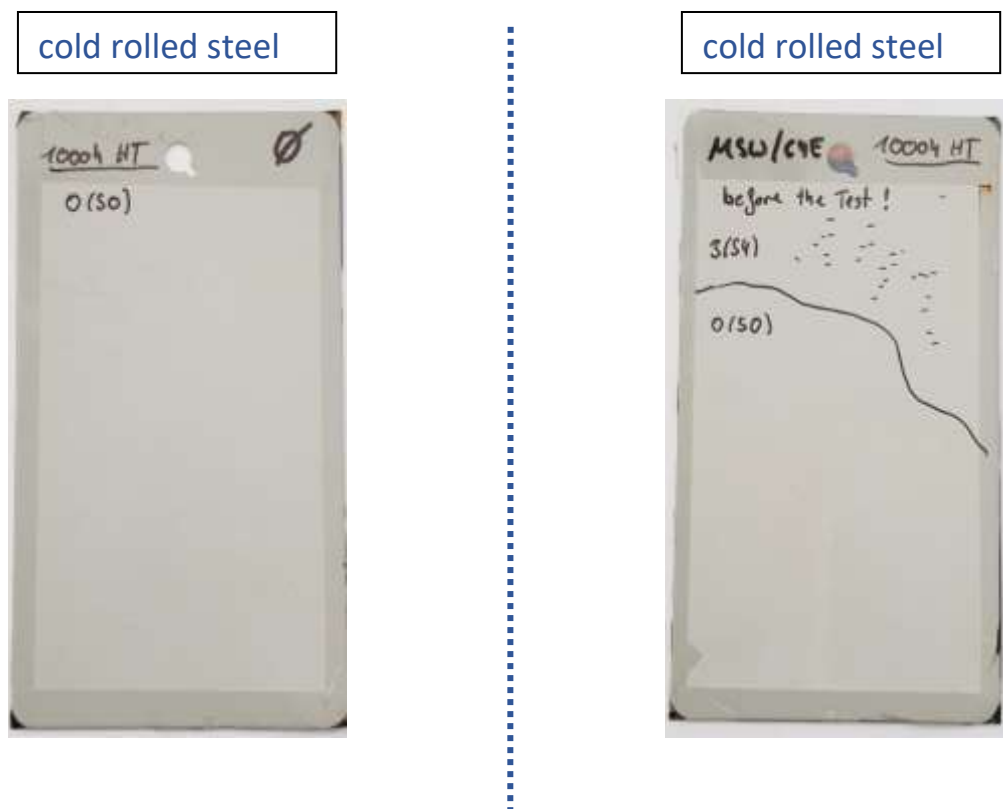 cold rolled steel
1000h HT Ø
0(S0)
cold rolled steel
MSW/C4E 1000h HT
before the Test !
3(S4)
0(S0)